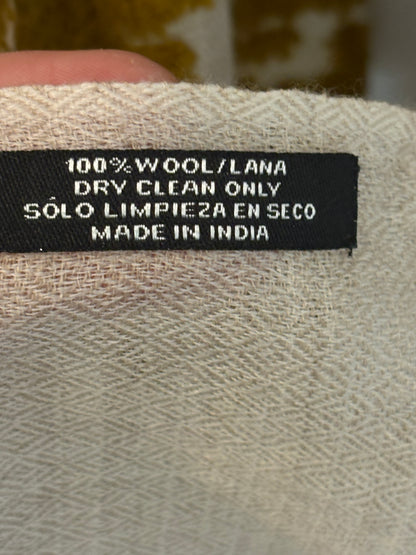 100% WOOL/LANA
DRY CLEAN ONLY
SÓLO LIMPIEZA EN SECO
MADE IN INDIA